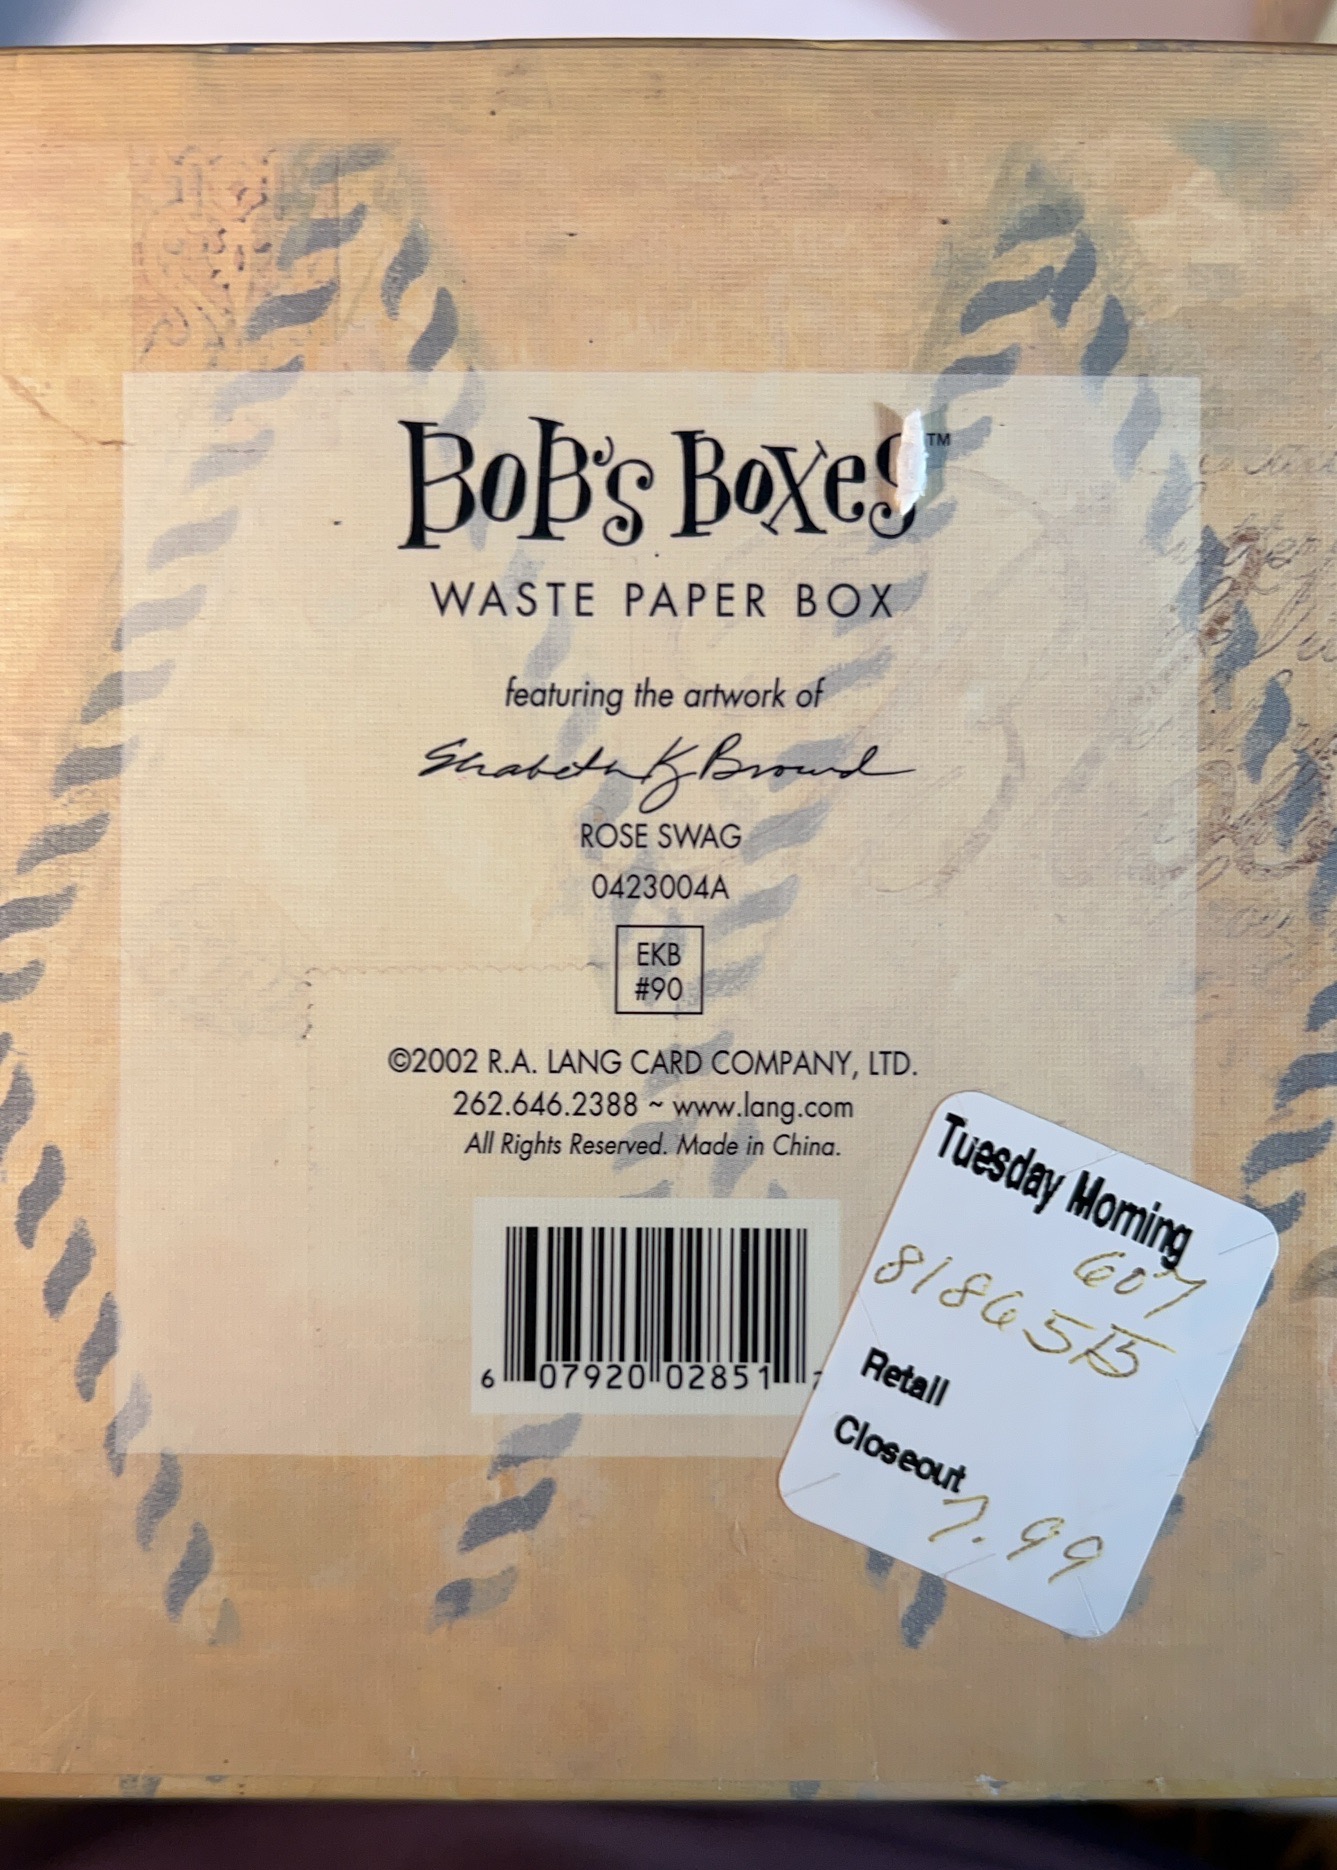 BOB'S BOXES™
WASTE PAPER BOX
featuring the artwork of
Elizabeth K Brownd
ROSE SWAG
0423004A
EKB
#90
©2002 R.A. LANG CARD COMPANY, LTD.
262.646.2388 ~ www.lang.com
All Rights Reserved. Made in China.
6 07920 02851
Tuesday Morning
607
Retail
Closeout
7.99